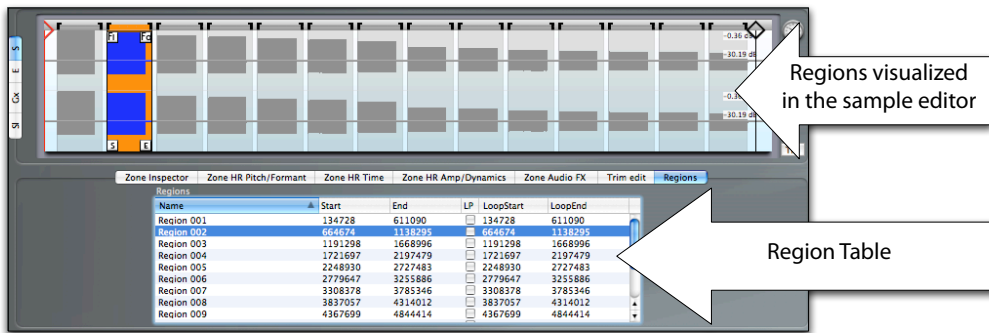 FI Fo
-0.36 dB
-30.19 dB
S
E
Gx
SI
-30.19 dB
S E
Regions visualized
in the sample editor
Zone Inspector Zone HR Pitch/Formant Zone HR Time Zone HR Amp/Dynamics Zone Audio FX Trim edit Regions
Regions
Name Start End LP LoopStart LoopEnd
Region 001 134728 611090 134728 611090
Region 002 664674 1138295 664674 1138295
Region 003 1191298 1668996 1191298 1668996
Region 004 1721697 2197479 1721697 2197479
Region 005 2248930 2727483 2248930 2727483
Region 006 2779647 3255886 2779647 3255886
Region 007 3308378 3785346 3308378 3785346
Region 008 3837057 4314012 3837057 4314012
Region 009 4367699 4844414 4367699 4844414
Region Table